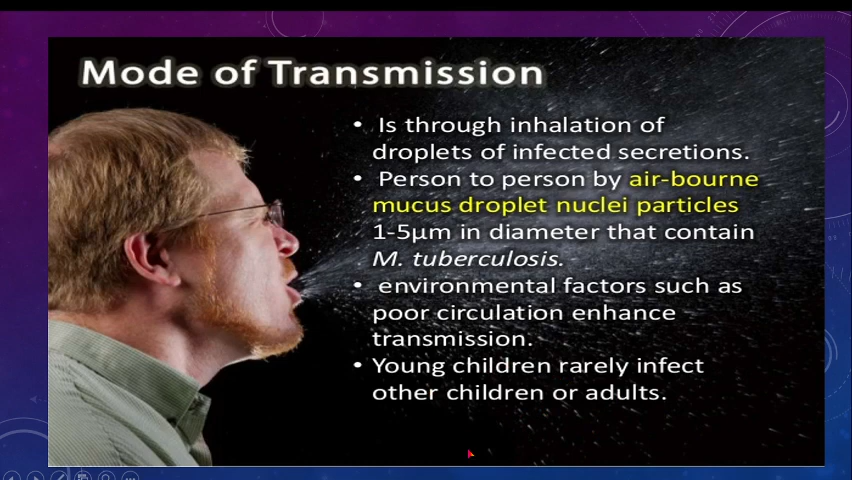 Mode of Transmission
• Is through inhalation of
droplets of infected secretions.
• Person to person by air-bourne
mucus droplet nuclei particles
1-5µm in diameter that contain
M. tuberculosis.
• environmental factors such as
poor circulation enhance
transmission.
• Young children rarely infect
other children or adults.